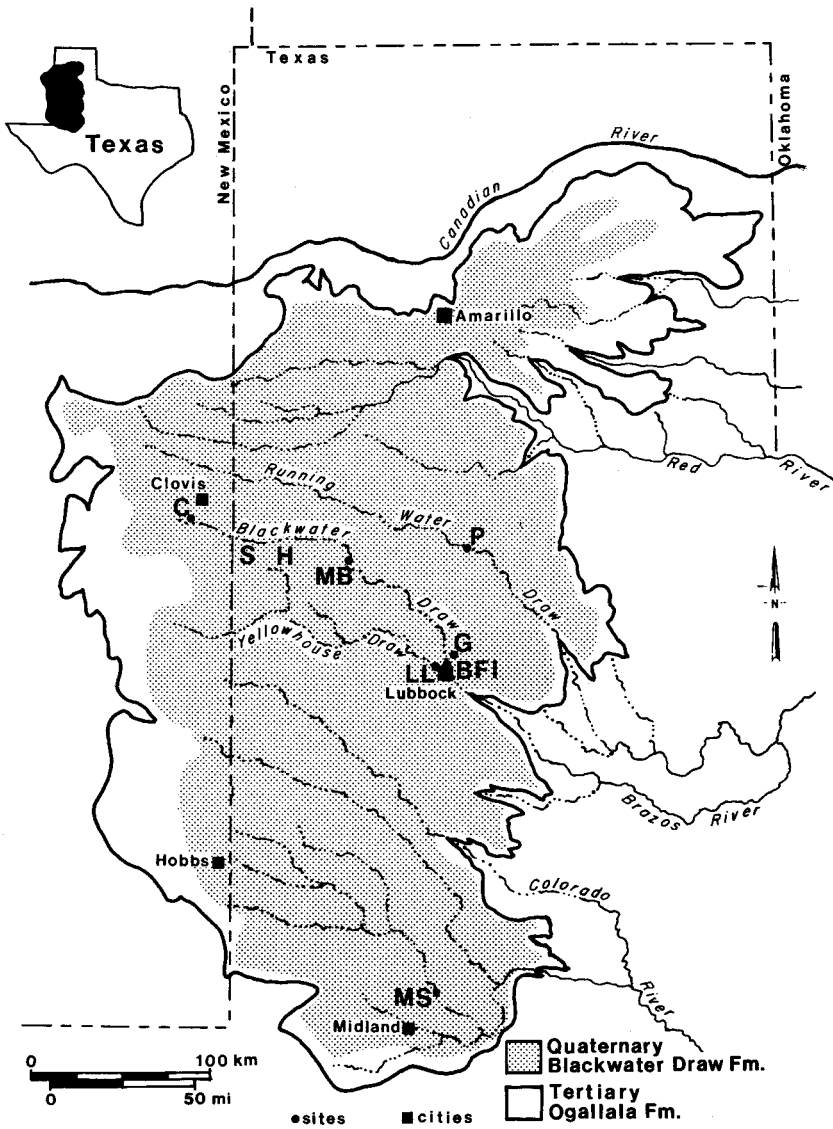 Texas
New Mexico
Oklahoma
Texas
River
Canadian
Amarillo
Red
River
Clovis
C
Running
Water
P
Draw
Blackwater
Draw
S
H
MB
Yellowhouse
Draw
G
LL
BFI
Lubbock
N
Brazos
River
Hobbs
Colorado
River
MS
Midland
0
100 km
0
50 mi
sites
cities
Quaternary
Blackwater Draw Fm.
Tertiary
Ogallala Fm.